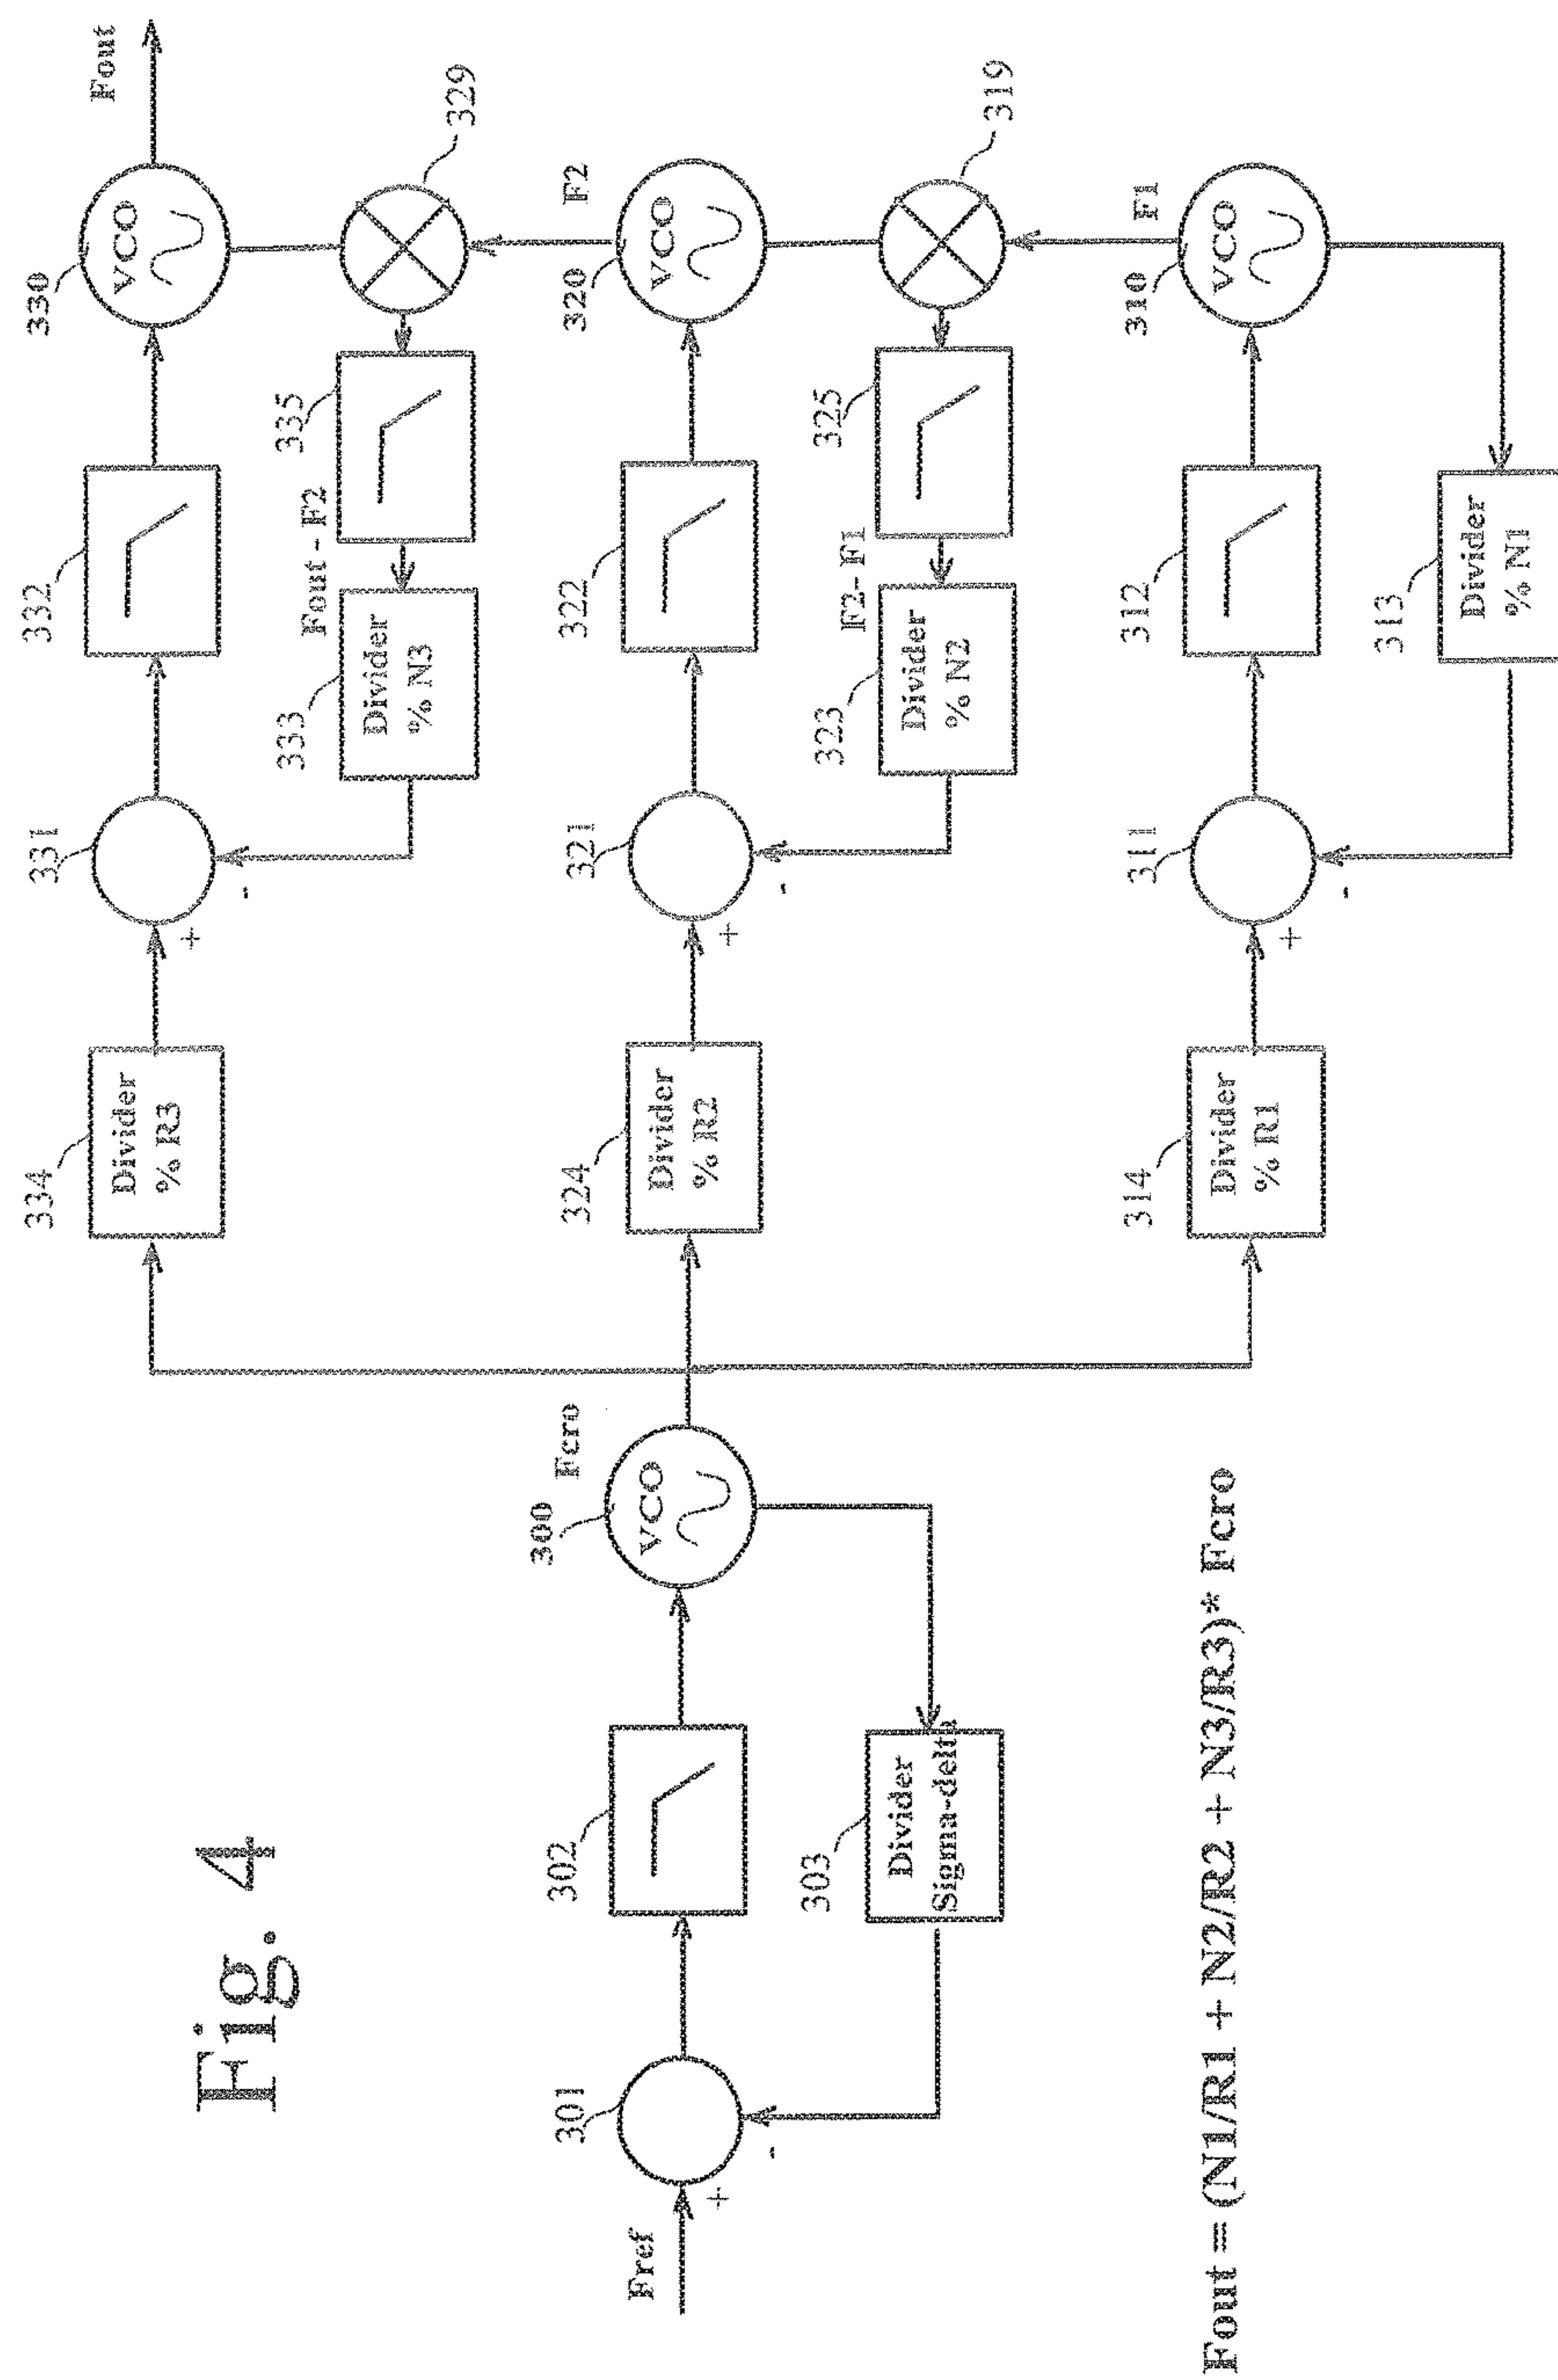 Fig. 4
Fref
+
-
301
302
303
Divider
Sigma-delta
300
VCO
Fcro
334
Divider
% R3
+
-
331
332
333
Divider
% N3
Fout - F2
335
330
VCO
Fout
329
324
Divider
% R2
+
-
321
322
323
Divider
% N2
F2- F1
325
320
VCO
F2
319
314
Divider
% R1
+
-
311
312
313
Divider
% N1
310
VCO
F1
Fout = (N1/R1 + N2/R2 + N3/R3)* Fcro